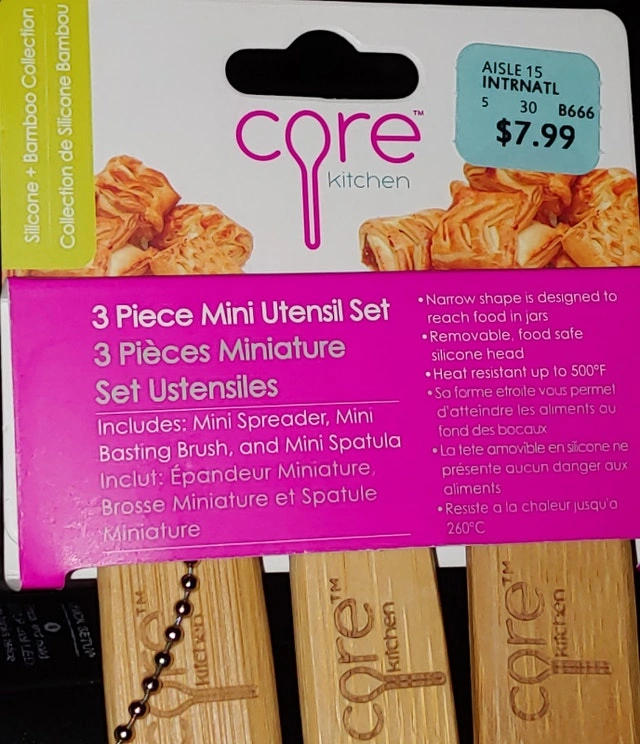 Silicone + Bamboo Collection
Collection de Silicone Bambou
core™
kitchen
AISLE 15
INTRNATL
5 30 B666
$7.99
3 Piece Mini Utensil Set
3 Pièces Miniature
Set Ustensiles
Includes: Mini Spreader, Mini
Basting Brush, and Mini Spatula
Inclut: Épandeur Miniature,
Brosse Miniature et Spatule
Miniature
•Narrow shape is designed to
reach food in jars
•Removable, food safe
silicone head
•Heat resistant up to 500°F
•Sa forme etroite vous permet
d'atteindre les aliments au
fond des bocaux
•La tete amovible en silicone ne
présente aucun danger aux
aliments
•Resiste a la chaleur jusqu'a
260°C
core™
kitchen
core™
kitchen
core™
kitchen